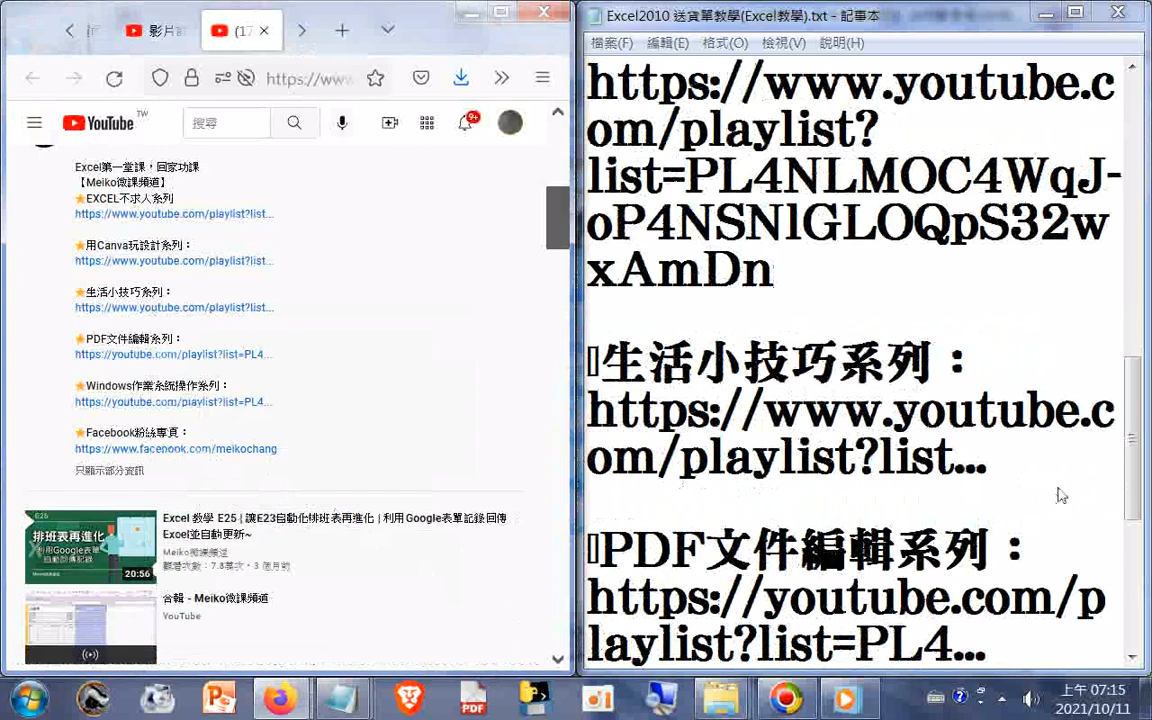 影片
(17
https://www.
YouTube TW
搜尋
9+
Excel第一堂課，回家功課
【Meiko微課頻道】
⭐EXCEL不求人系列
https://www.youtube.com/playlist?list...
⭐用Canva玩設計系列：
https://www.youtube.com/playlist?list...
⭐生活小技巧系列：
https://www.youtube.com/playlist?list...
⭐PDF文件編輯系列：
https://youtube.com/playlist?list=PL4...
⭐Windows作業系統操作系列：
https://youtube.com/playlist?list=PL4...
⭐Facebook粉絲專頁：
https://www.facenook.com/meikochang
只顯示部分資訊
E25
排班表再進化
利用Google表單
自動回傳記錄
20:56
Excel 教學 E25 | 讓E23自動化排班表再進化 | 利用Google表單記錄回傳
Excel並自動更新~
Meiko微課頻道
觀看次數：7.8萬次・3 個月前
合輯 - Meiko微課頻道
YouTube
Excel2010 送貨單教學(Excel教學).txt - 記事本
檔案(F) 編輯(E) 格式(O) 檢視(V) 說明(H)
https://www.youtube.c
om/playlist?
list=PL4NLMOC4WqJ-
oP4NSNlGLOQpS32w
xAmDn
生活小技巧系列：
https://www.youtube.c
om/playlist?list...
PDF文件編輯系列：
https://youtube.com/p
laylist?list=PL4...
PDF
上午 07:15
2021/10/11